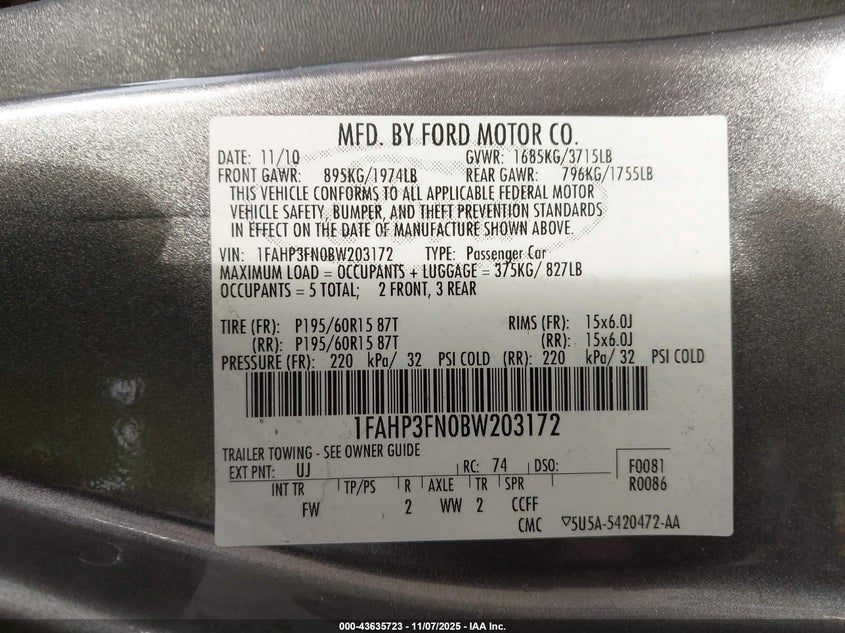 MFD. BY FORD MOTOR CO.
DATE: 11/10 GVWR: 1685KG/3715LB
FRONT GAWR: 895KG/1974LB REAR GAWR: 796KG/1755LB
THIS VEHICLE CONFORMS TO ALL APPLICABLE FEDERAL MOTOR
VEHICLE SAFETY, BUMPER, AND THEFT PREVENTION STANDARDS
IN EFFECT ON THE DATE OF MANUFACTURE SHOWN ABOVE.
VIN: 1FAHP3FN0BW203172 TYPE: Passenger Car
MAXIMUM LOAD = OCCUPANTS + LUGGAGE = 375KG/ 827LB
OCCUPANTS = 5 TOTAL; 2 FRONT, 3 REAR
TIRE (FR): P195/60R15 87T RIMS (FR): 15x6.0J
(RR): P195/60R15 87T (RR): 15x6.0J
PRESSURE (FR): 220 kPa/ 32 PSI COLD (RR): 220 kPa/ 32 PSI COLD
1FAHP3FN0BW203172
TRAILER TOWING - SEE OWNER GUIDE
EXT PNT: UJ RC: 74 DSO: F0081
R0086
INT TR TP/PS R AXLE TR SPR
FW 2 WW 2 CCFF
CMC ▽5U5A-5420472-AA
000-43635723 - 11/07/2025 - IAA Inc.